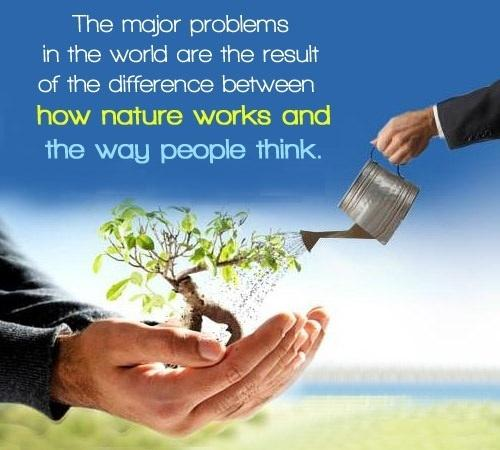 The major problems
in the world are the result
of the difference between
how nature works and
the way people think.